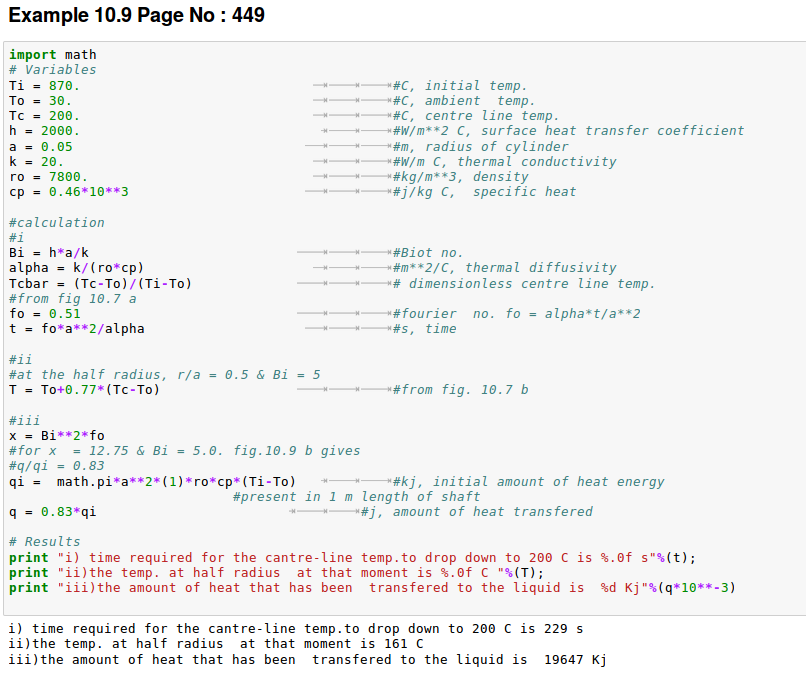 Example 10.9 Page No : 449
import math
# Variables
Ti = 870. #C, initial temp.
To = 30. #C, ambient  temp.
Tc = 200. #C, centre line temp.
h = 2000. #W/m**2 C, surface heat transfer coefficient
a = 0.05 #m, radius of cylinder
k = 20. #W/m C, thermal conductivity
ro = 7800. #kg/m**3, density
cp = 0.46*10**3 #j/kg C,  specific heat
#calculation
#i
Bi = h*a/k #Biot no.
alpha = k/(ro*cp) #m**2/C, thermal diffusivity
Tcbar = (Tc-To)/(Ti-To) # dimensionless centre line temp.
#from fig 10.7 a
fo = 0.51 #fourier  no. fo = alpha*t/a**2
t = fo*a**2/alpha #s, time
#ii
#at the half radius, r/a = 0.5 & Bi = 5
T = To+0.77*(Tc-To) #from fig. 10.7 b
#iii
x = Bi**2*fo
#for x  = 12.75 & Bi = 5.0. fig.10.9 b gives
#q/qi = 0.83
qi =  math.pi*a**2*(1)*ro*cp*(Ti-To) #kj, initial amount of heat energy
#present in 1 m length of shaft
q = 0.83*qi #j, amount of heat transfered
# Results
print "i) time required for the cantre-line temp.to drop down to 200 C is %.0f s"%(t);
print "ii)the temp. at half radius  at that moment is %.0f C "%(T);
print "iii)the amount of heat that has been  transfered to the liquid is  %d Kj"%(q*10**-3)
i) time required for the cantre-line temp.to drop down to 200 C is 229 s
ii)the temp. at half radius  at that moment is 161 C
iii)the amount of heat that has been  transfered to the liquid is  19647 Kj